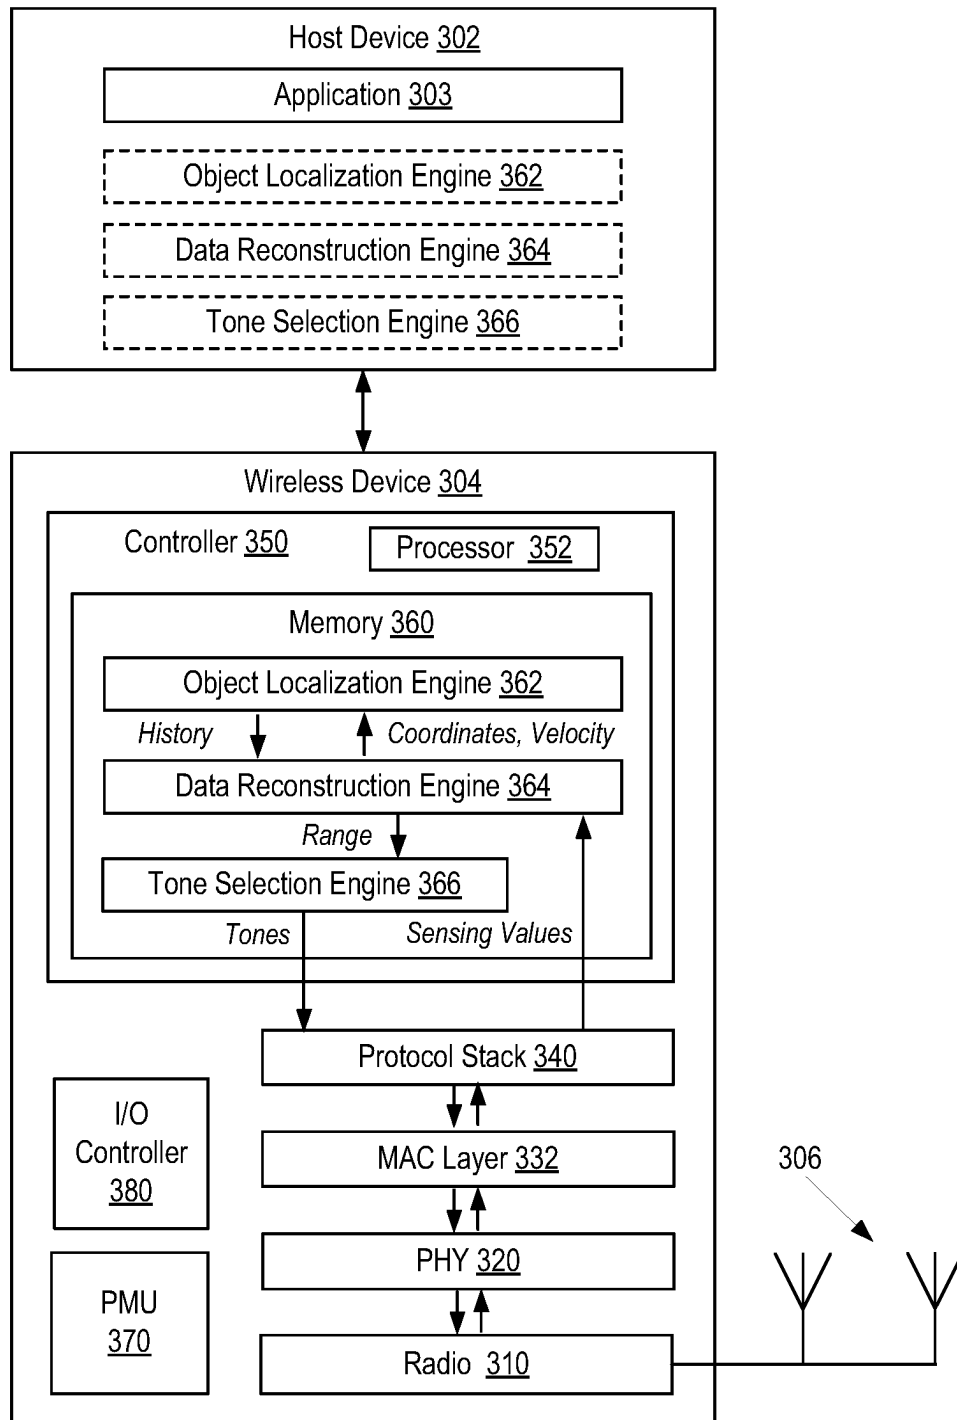 Host Device 302
Application 303
Object Localization Engine 362
Data Reconstruction Engine 364
Tone Selection Engine 366
Wireless Device 304
Controller 350
Processor 352
Memory 360
Object Localization Engine 362
History
Coordinates, Velocity
Data Reconstruction Engine 364
Range
Tone Selection Engine 366
Tones
Sensing Values
Protocol Stack 340
I/O
Controller
380
MAC Layer 332
306
PHY 320
PMU
370
Radio 310